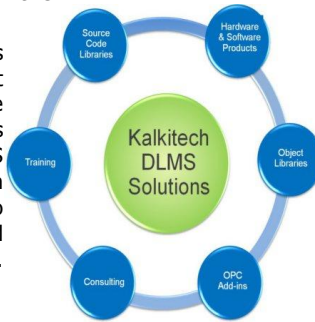 Source
Code
Libraries
Hardware
& Software
Products
Kalkitech
DLMS
Solutions
Training
Object
Libraries
Consulting
OPC
Add-ins